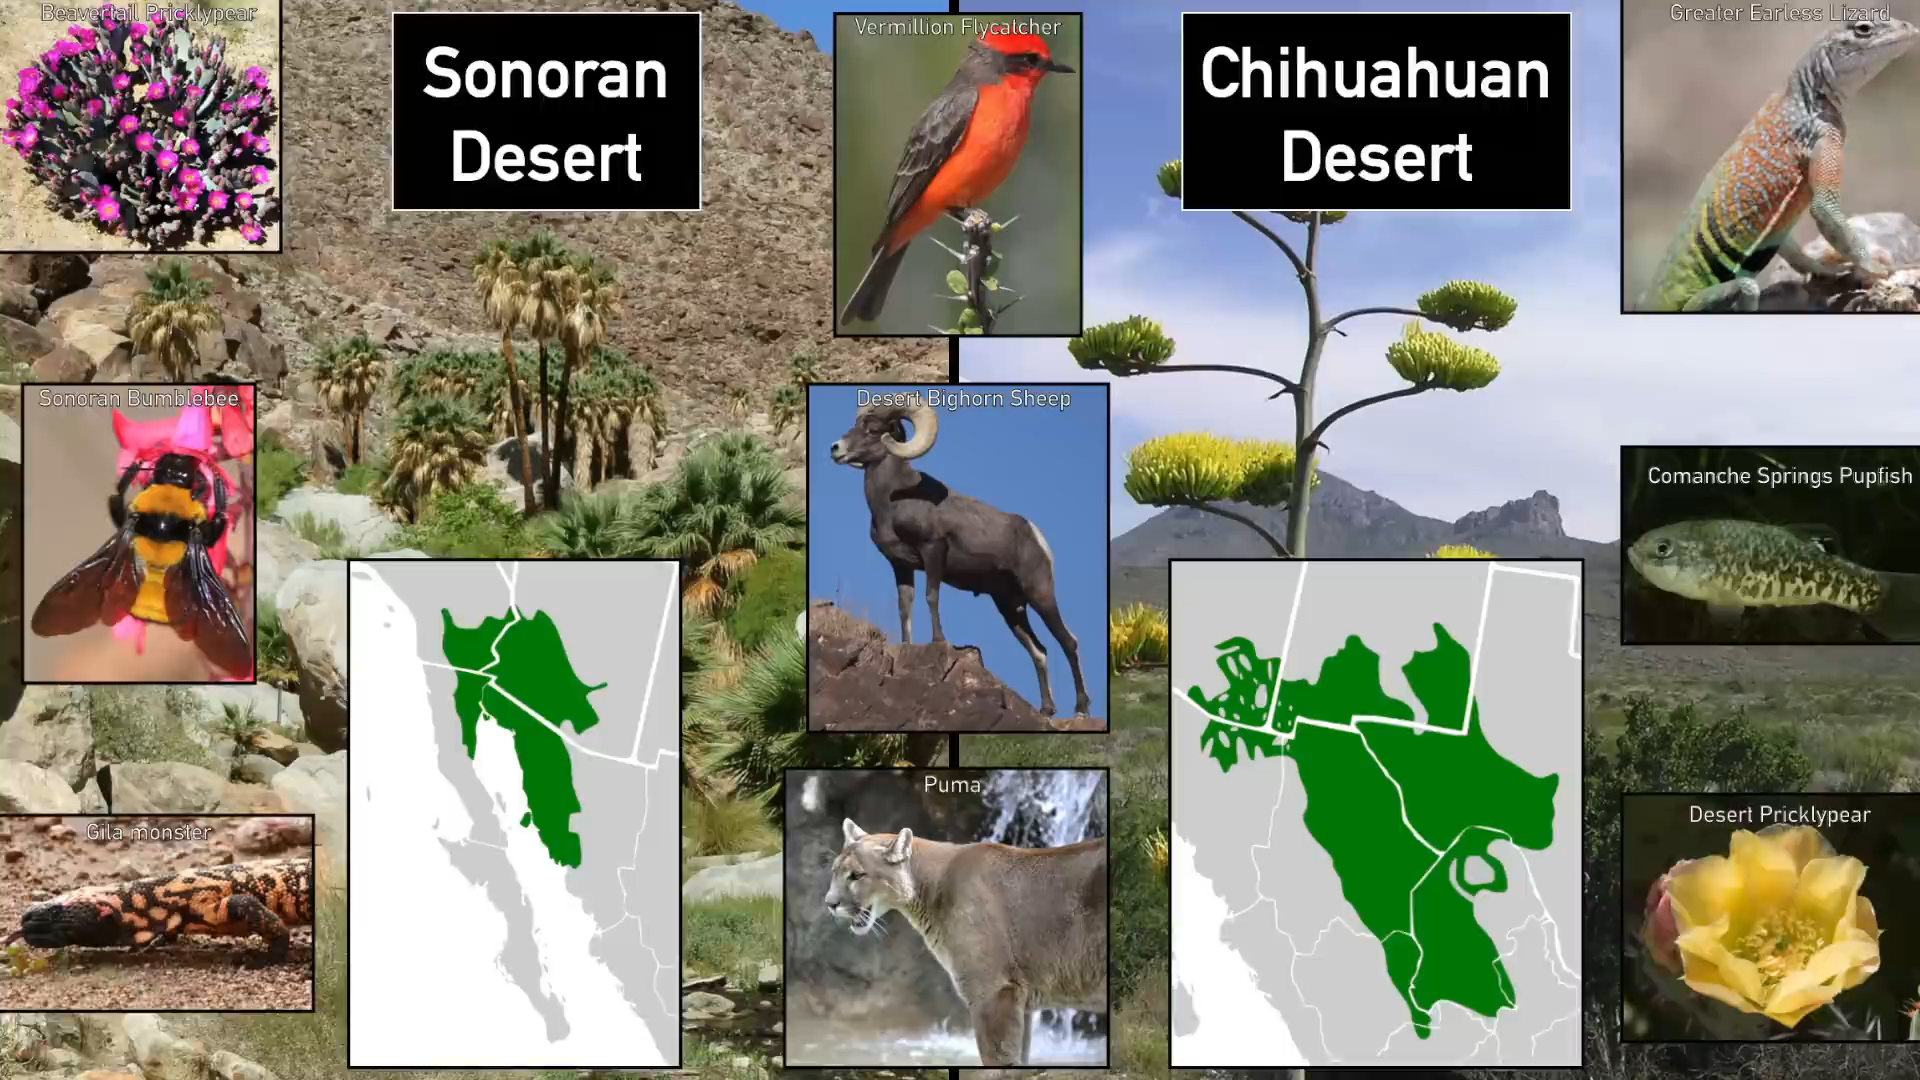 Beavertail Pricklypear
Sonoran
Desert
Vermillion Flycatcher
Chihuahuan
Desert
Greater Earless Lizard
Sonoran Bumblebee
Desert Bighorn Sheep
Comanche Springs Pupfish
Gila monster
Puma
Desert Pricklypear